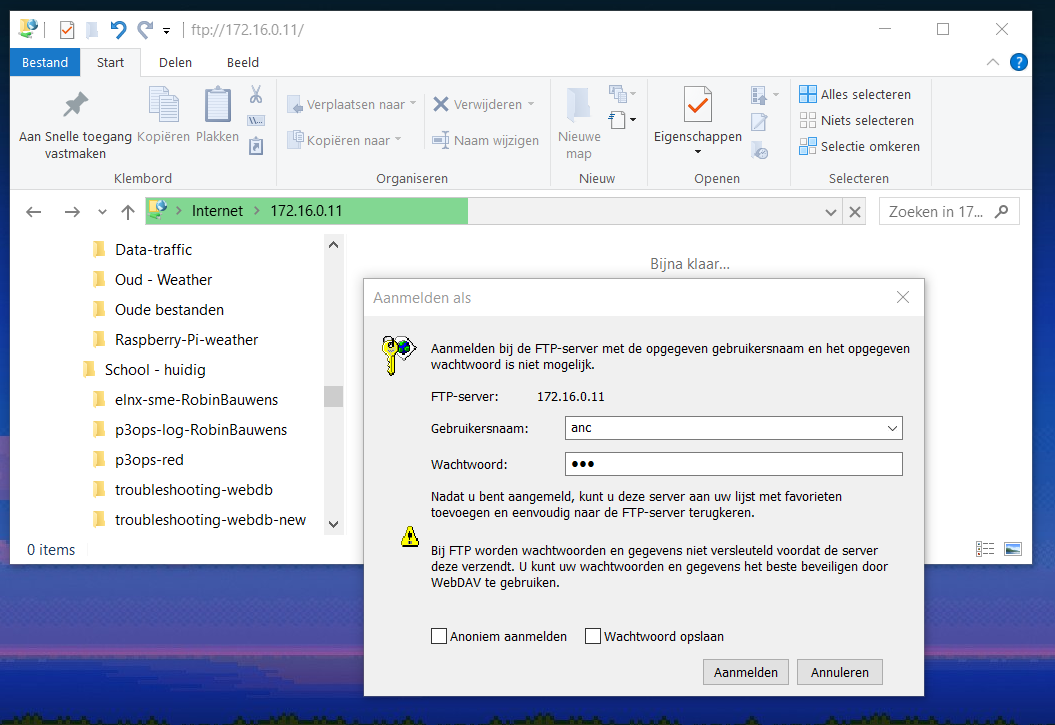 ftp://172.16.0.11/
Bestand Start Delen Beeld
?
Aan Snelle toegang vastmaken
Kopiëren
Plakken
Klembord
Verplaatsen naar
Kopiëren naar
Verwijderen
Naam wijzigen
Organiseren
Nieuwe map
Nieuw
Eigenschappen
Openen
Alles selecteren
Niets selecteren
Selectie omkeren
Selecteren
Internet > 172.16.0.11
Zoeken in 17...
Data-traffic
Oud - Weather
Oude bestanden
Raspberry-Pi-weather
School - huidig
elnx-sme-RobinBauwens
p3ops-log-RobinBauwens
p3ops-red
troubleshooting-webdb
troubleshooting-webdb-new
0 items
Bijna klaar...
Aanmelden als
Aanmelden bij de FTP-server met de opgegeven gebruikersnaam en het opgegeven
wachtwoord is niet mogelijk.
FTP-server: 172.16.0.11
Gebruikersnaam: anc
Wachtwoord: ●●●
Nadat u bent aangemeld, kunt u deze server aan uw lijst met favorieten
toevoegen en eenvoudig naar de FTP-server terugkeren.
Bij FTP worden wachtwoorden en gegevens niet versleuteld voordat de server
deze verzendt. U kunt uw wachtwoorden en gegevens het beste beveiligen door
WebDAV te gebruiken.
Anoniem aanmelden Wachtwoord opslaan
Aanmelden Annuleren